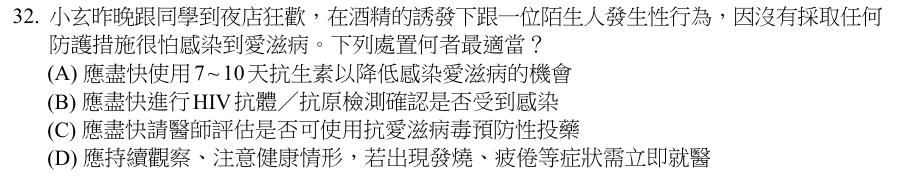 32. 小玄昨晚跟同學到夜店狂歡，在酒精的誘發下跟一位陌生人發生性行為，因沒有採取任何
防護措施很怕感染到愛滋病。下列處置何者最適當？
(A) 應盡快使用 7 ~ 10 天抗生素以降低感染愛滋病的機會
(B) 應盡快進行 HIV 抗體／抗原檢測確認是否受到感染
(C) 應盡快請醫師評估是否可使用抗愛滋病毒預防性投藥
(D) 應持續觀察、注意健康情形，若出現發燒、疲倦等症狀需立即就醫